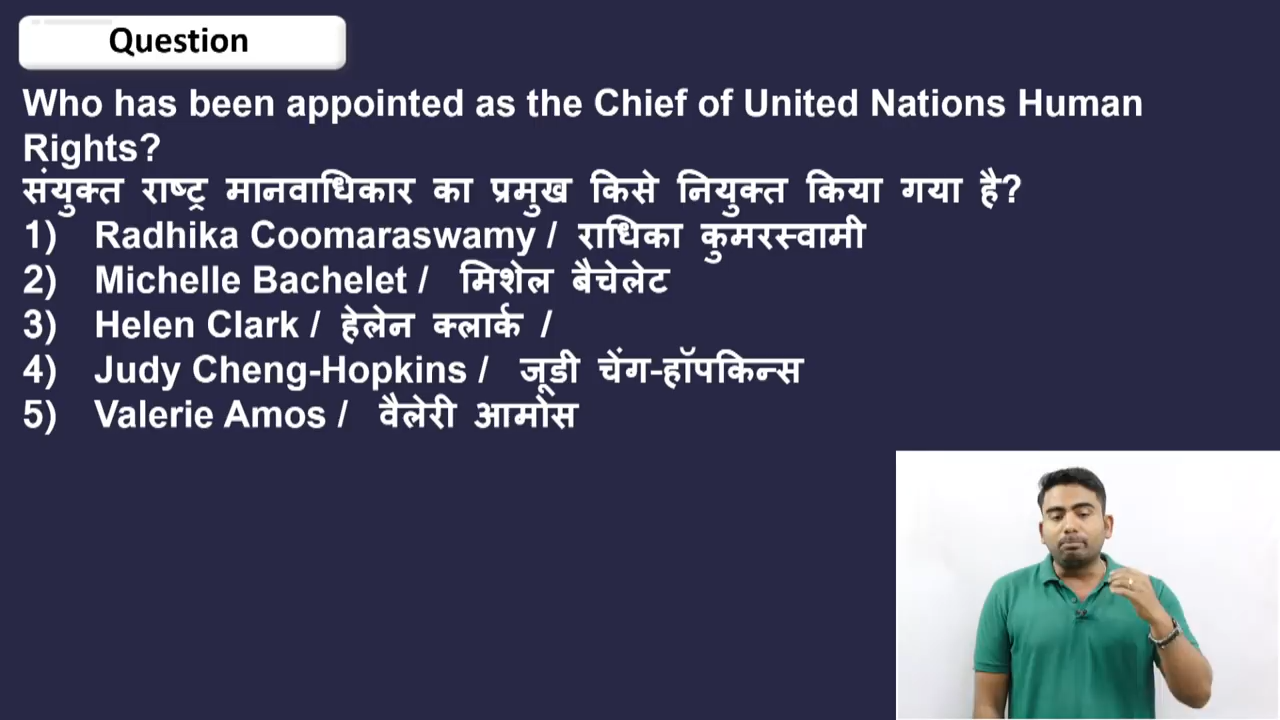 Question
Who has been appointed as the Chief of United Nations Human
Rights?
संयुक्त राष्ट्र मानवाधिकार का प्रमुख किसे नियुक्त किया गया है?
1) Radhika Coomaraswamy / राधिका कुमरस्वामी
2) Michelle Bachelet / मिशेल बैचेलेट
3) Helen Clark / हेलेन क्लार्क /
4) Judy Cheng-Hopkins / जूडी चेंग-हॉपकिन्स
5) Valerie Amos / वैलेरी आमोस